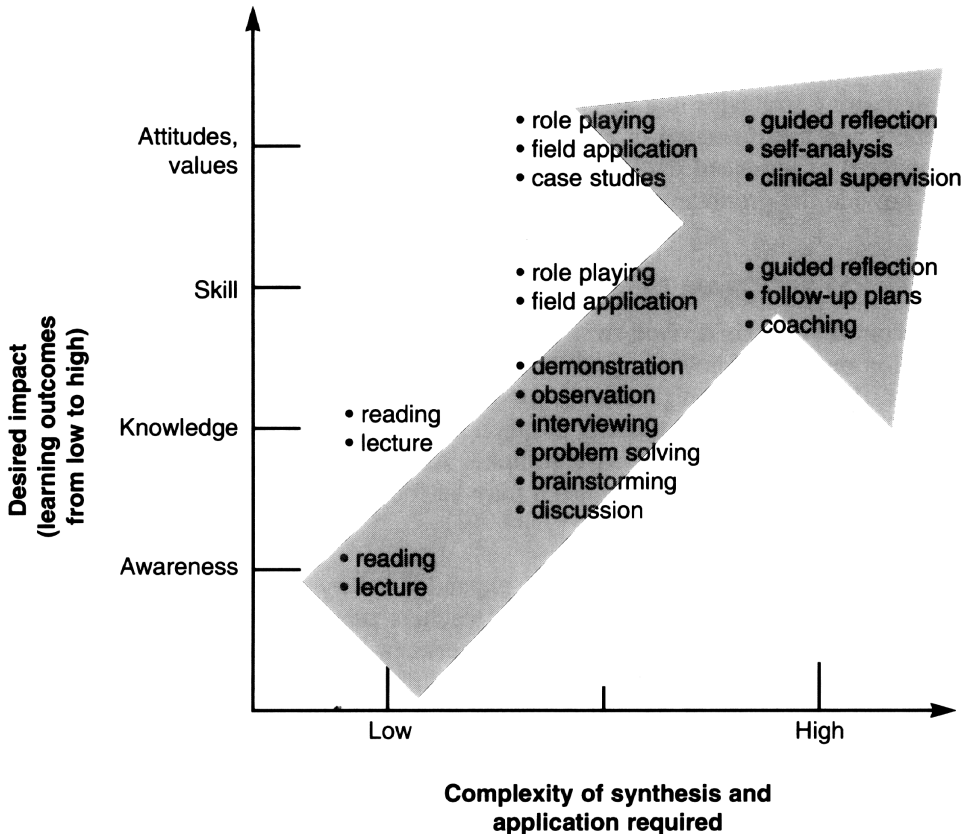 Attitudes,
values
• role playing
• field application
• case studies
• guided reflection
• self-analysis
• clinical supervision
Skill
• role playing
• field application
• guided reflection
• follow-up plans
• coaching
Desired impact
(learning outcomes
from low to high)
Knowledge
• reading
• lecture
• demonstration
• observation
• interviewing
• problem solving
• brainstorming
• discussion
Awareness
• reading
• lecture
Low
High
Complexity of synthesis and
application required